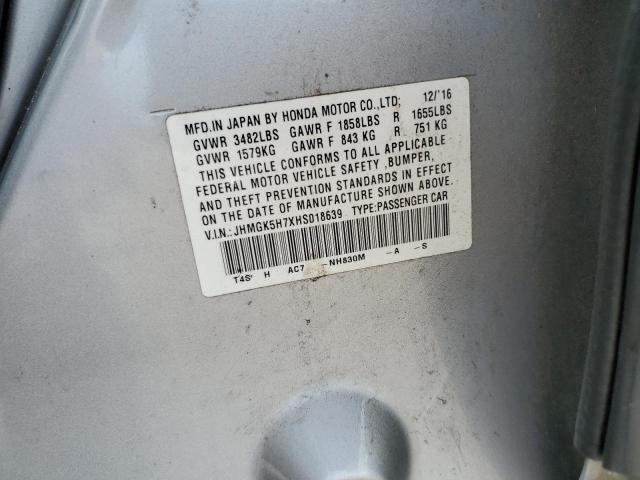 MFD.IN JAPAN BY HONDA MOTOR CO.,LTD; 12/'16
GVWR 3482LBS GAWR F 1858LBS R 1655LBS
GVWR 1579KG GAWR F 843 KG R 751 KG
THIS VEHICLE CONFORMS TO ALL APPLICABLE
FEDERAL MOTOR VEHICLE SAFETY ,BUMPER,
AND THEFT PREVENTION STANDARDS IN EFFECT
ON THE DATE OF MANUFACTURE SHOWN ABOVE.
V.I.N:JHMGK5H7XHS018639 TYPE:PASSENGER CAR
H AC7 -NH830M -A -S